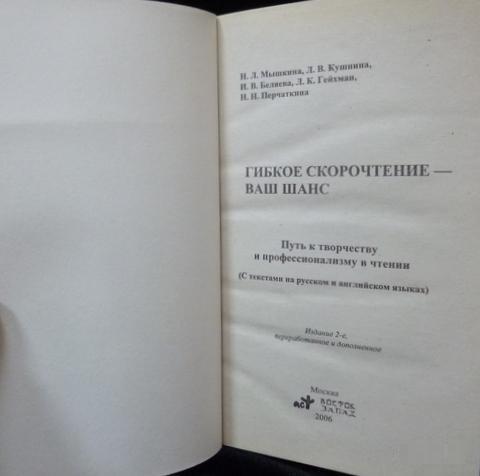 Н. Л. Мышкина, Л. В. Кушнина,
И. В. Беляева, Л. К. Гейхман,
Н. Н. Перчаткина
ГИБКОЕ СКОРОЧТЕНИЕ —
ВАШ ШАНС
Путь к творчеству
и профессионализму в чтении
(С текстами на русском и английском языках)
Издание 2-е,
переработанное и дополненное
Москва
аст ВОСТОК
ЗАПАД
2006